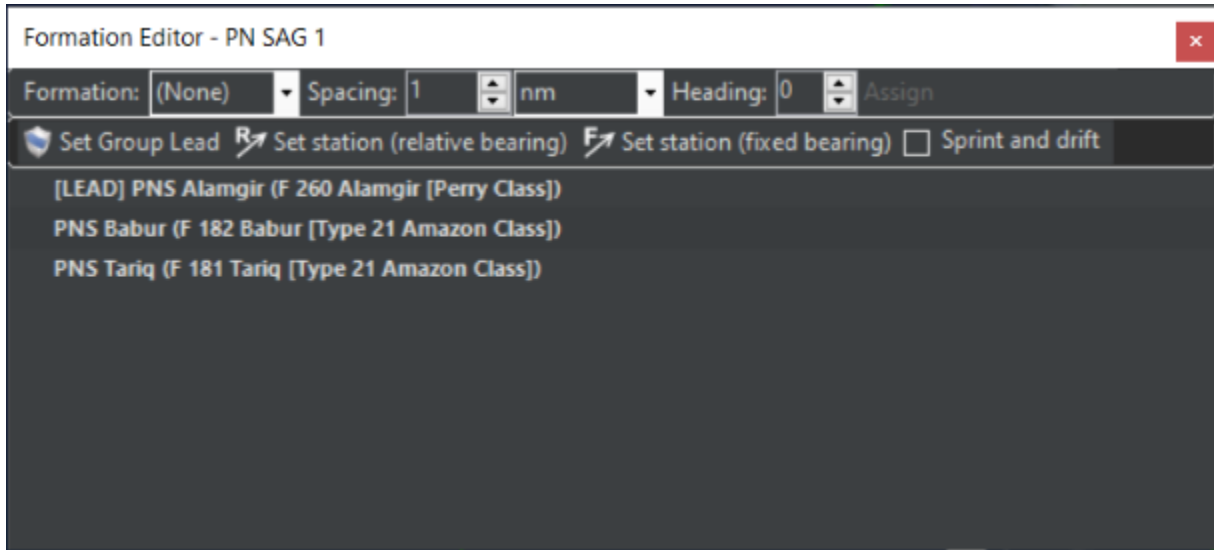 Formation Editor - PN SAG 1
Formation: (None) Spacing: 1 nm Heading: 0 Assign
Set Group Lead R Set station (relative bearing) F Set station (fixed bearing) Sprint and drift
[LEAD] PNS Alamgir (F 260 Alamgir [Perry Class])
PNS Babur (F 182 Babur [Type 21 Amazon Class])
PNS Tariq (F 181 Tariq [Type 21 Amazon Class])